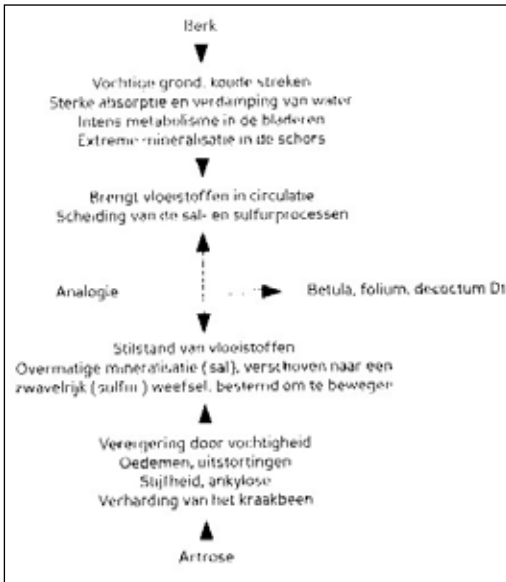 Berk
Vochtige grond, koude streken
Sterke absorptie en verdamping van water
Intens metabolisme in de bladeren
Extreme mineralisatie in de schors
Brengt vloeistoffen in circulatie
Scheiding van de sal- en sulfurprocessen
Analogie
Betula, folium, decoctum D1
Stilstand van vloeistoffen
Overmatige mineralisatie (sal), verschoven naar een
zwavelrijk (sulfur) weefsel, bestemd om te bewegen
Verergering door vochtigheid
Oedemen, uitstortingen
Stijfheid, ankylose
Verharding van het kraakbeen
Artrose